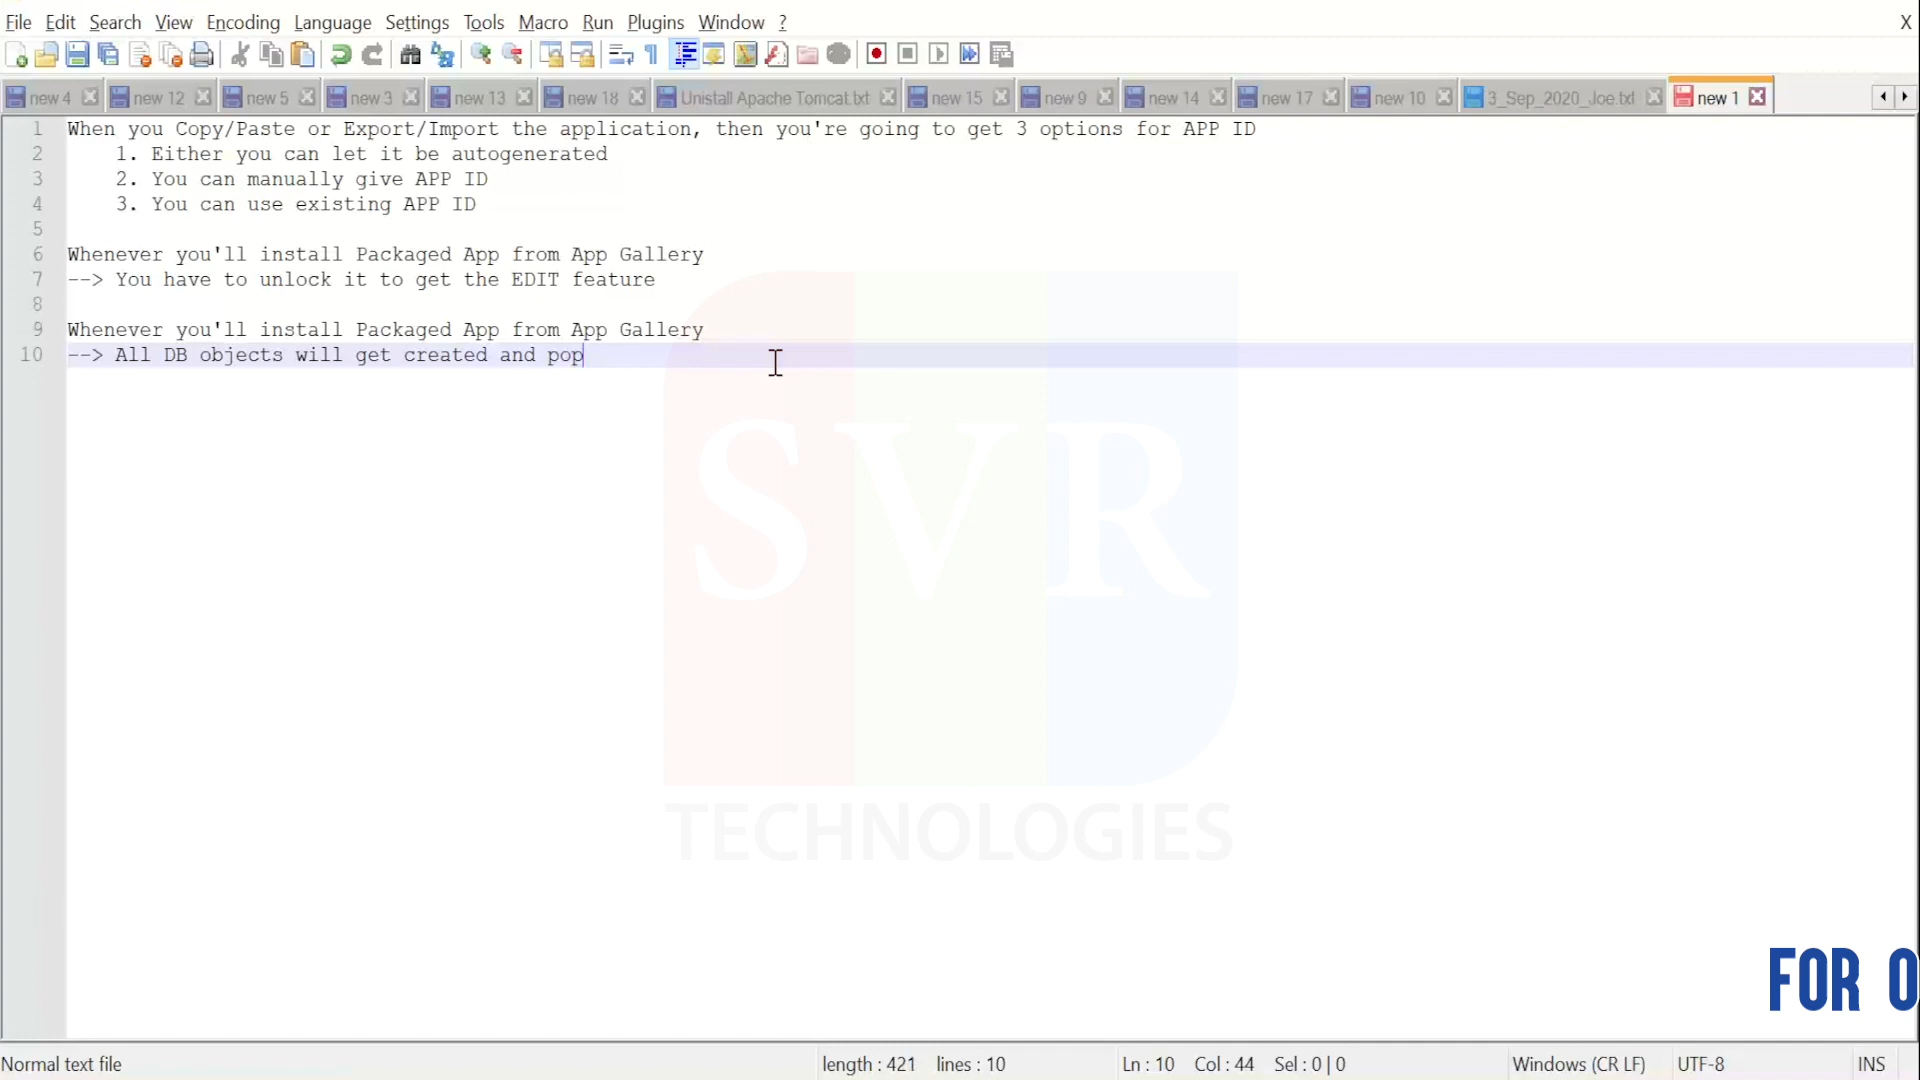 File Edit Search View Encoding Language Settings Tools Macro Run Plugins Window ? X
new 4 new 12 new 5 new 3 new 13 new 18 Unistall Apache Tomcat.txt new 15 new 9 new 14 new 17 new 10 3_Sep_2020_Joe.txt new 1
1 When you Copy/Paste or Export/Import the application, then you're going to get 3 options for APP ID
2 1. Either you can let it be autogenerated
3 2. You can manually give APP ID
4 3. You can use existing APP ID
5
6 Whenever you'll install Packaged App from App Gallery
7 --> You have to unlock it to get the EDIT feature
8
9 Whenever you'll install Packaged App from App Gallery
10 --> All DB objects will get created and pop
SVR
TECHNOLOGIES
FOR O
Normal text file length : 421 lines : 10 Ln : 10 Col : 44 Sel : 0 | 0 Windows (CR LF) UTF-8 INS